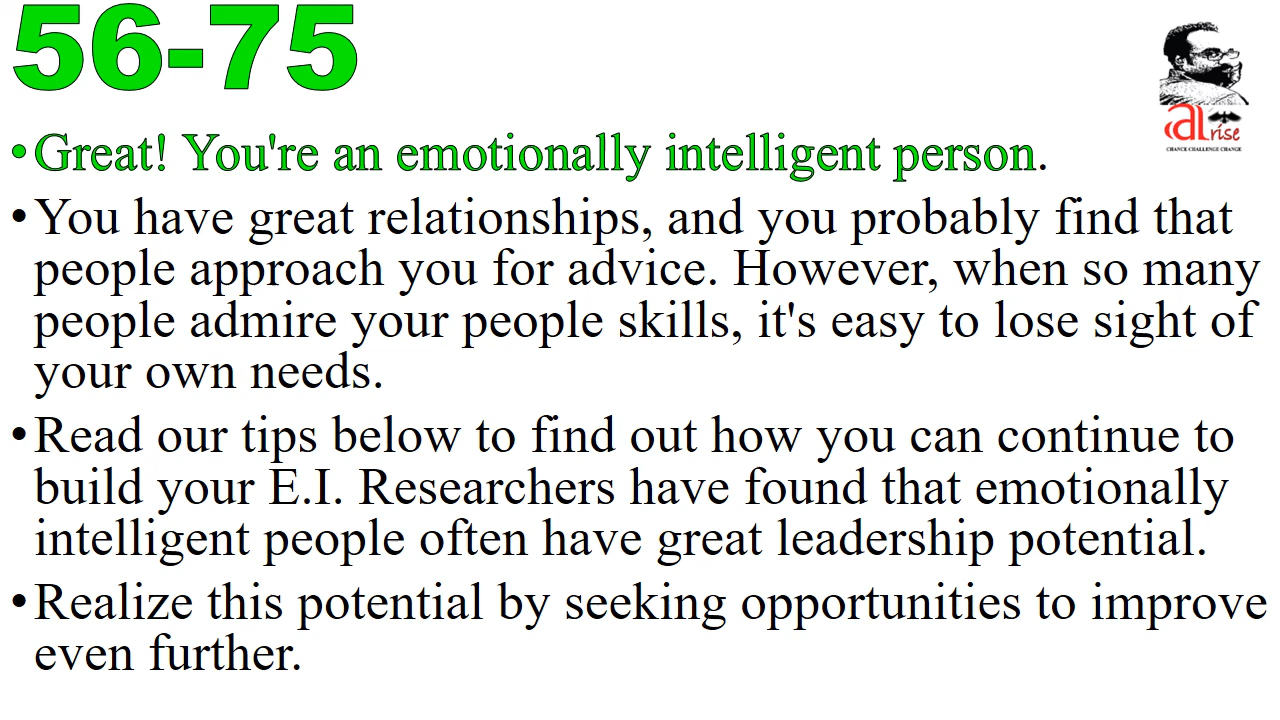 56-75
•Great! You're an emotionally intelligent person.
•You have great relationships, and you probably find that
people approach you for advice. However, when so many
people admire your people skills, it's easy to lose sight of
your own needs.
•Read our tips below to find out how you can continue to
build your E.I. Researchers have found that emotionally
intelligent people often have great leadership potential.
•Realize this potential by seeking opportunities to improve
even further.
aLrise
CHANCE CHALLENGE CHANGE